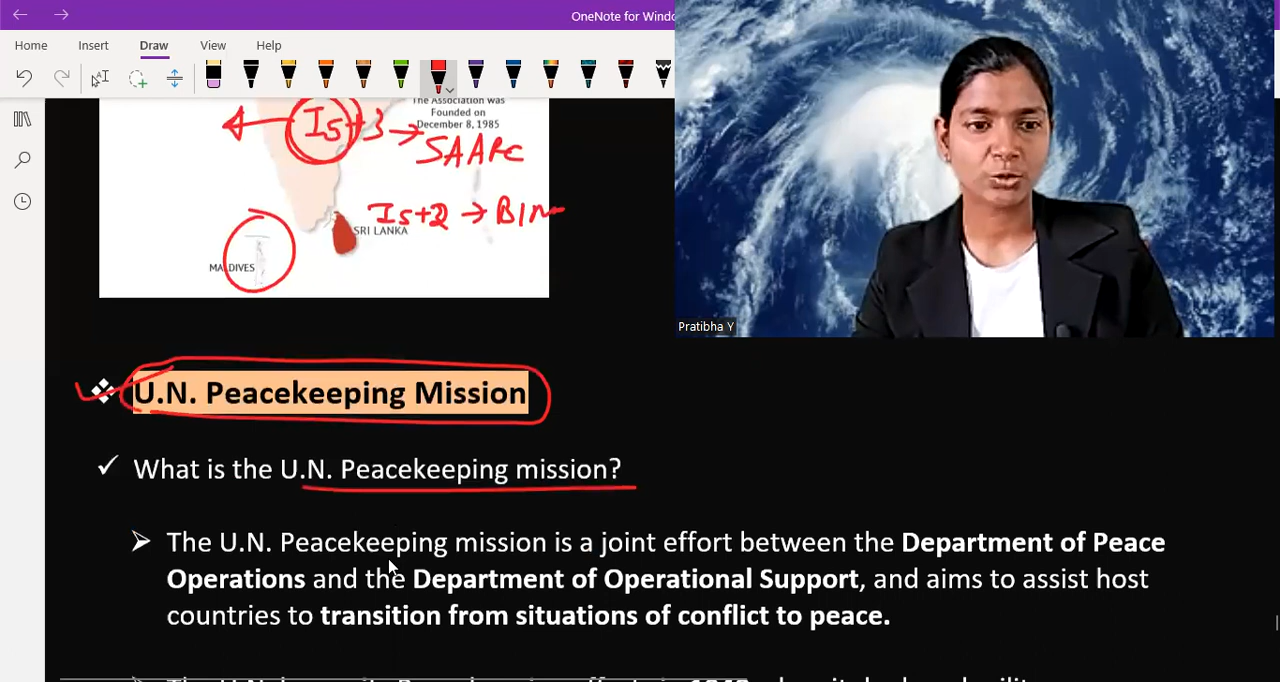 OneNote for Windo
Home Insert Draw View Help
The Association was
Founded on
December 8, 1985
Is+3 → SAARC
Is+2 → BIM
SRI LANKA
MALDIVES
Pratibha Y
U.N. Peacekeeping Mission
What is the U.N. Peacekeeping mission?
The U.N. Peacekeeping mission is a joint effort between the Department of Peace
Operations and the Department of Operational Support, and aims to assist host
countries to transition from situations of conflict to peace.